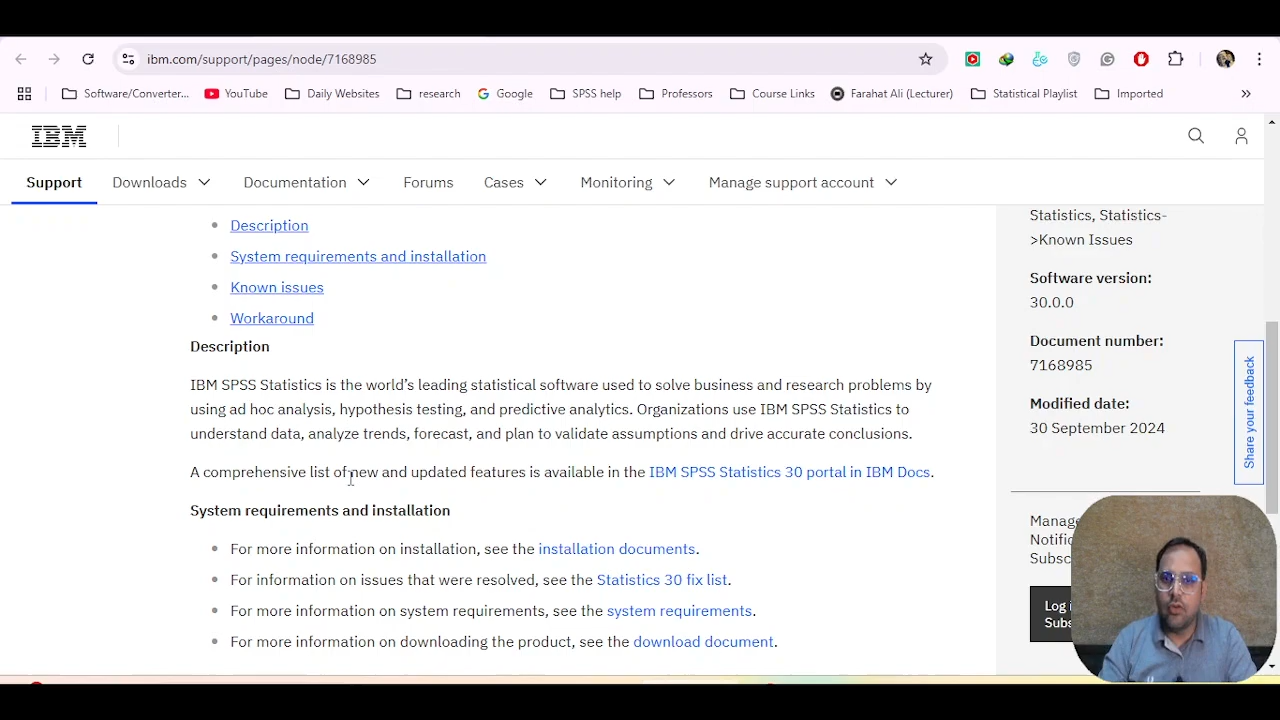 ibm.com/support/pages/node/7168985
Software/Converter... YouTube Daily Websites research Google SPSS help Professors Course Links Farahat Ali (Lecturer) Statistical Playlist Imported
IBM
Support Downloads Documentation Forums Cases Monitoring Manage support account
Description
System requirements and installation
Known issues
Workaround
Description
IBM SPSS Statistics is the world’s leading statistical software used to solve business and research problems by
using ad hoc analysis, hypothesis testing, and predictive analytics. Organizations use IBM SPSS Statistics to
understand data, analyze trends, forecast, and plan to validate assumptions and drive accurate conclusions.
A comprehensive list of new and updated features is available in the IBM SPSS Statistics 30 portal in IBM Docs.
System requirements and installation
For more information on installation, see the installation documents.
For information on issues that were resolved, see the Statistics 30 fix list.
For more information on system requirements, see the system requirements.
For more information on downloading the product, see the download document.
Statistics, Statistics-
>Known Issues
Software version:
30.0.0
Document number:
7168985
Modified date:
30 September 2024
Share your feedback
Manage
Notific
Subsc
Log i
Subs